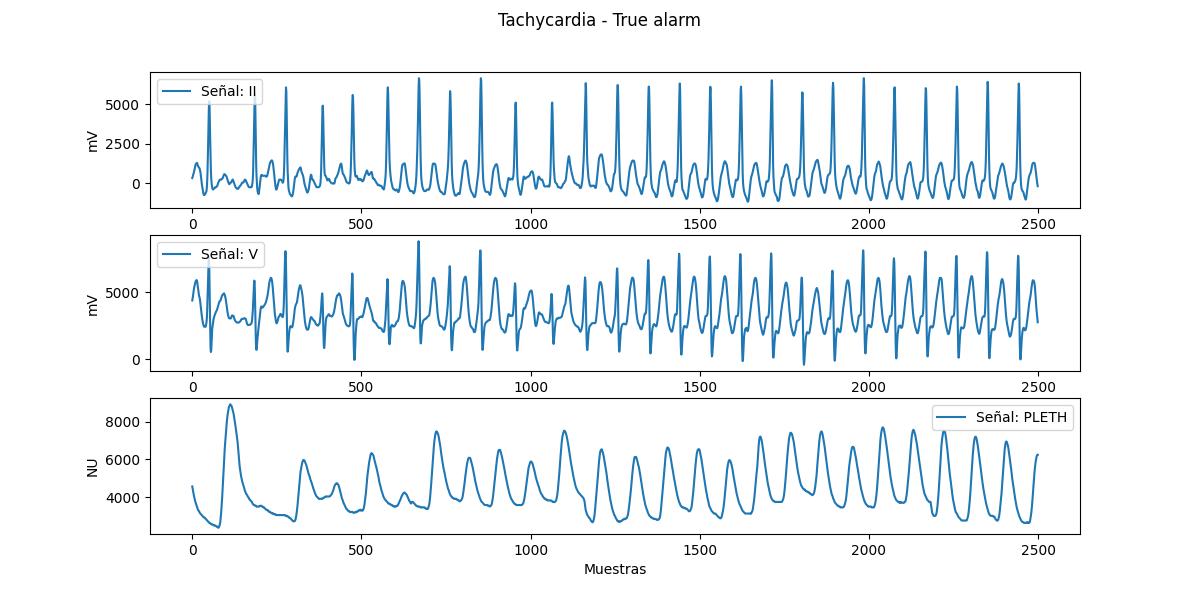 Tachycardia - True alarm
Señal: II
mV
5000
2500
0
0 500 1000 1500 2000 2500
Señal: V
mV
5000
0
0 500 1000 1500 2000 2500
Señal: PLETH
NU
8000
6000
4000
0 500 1000 1500 2000 2500
Muestras